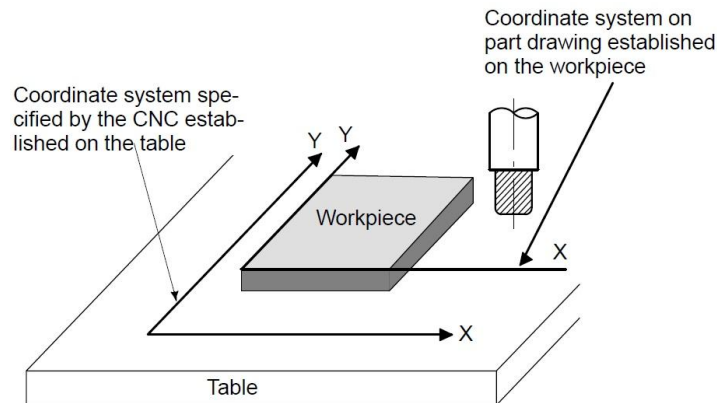 Coordinate system on
part drawing established
on the workpiece
Coordinate system spe-
cified by the CNC estab-
lished on the table
Y
Y
Workpiece
X
X
Table